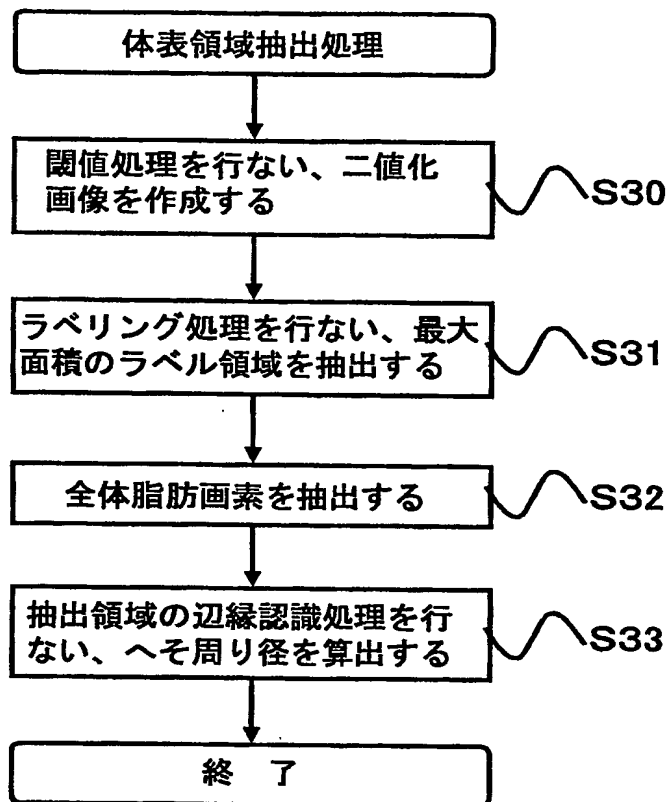 体表領域抽出処理
閾値処理を行ない、二値化
画像を作成する
S30
ラベリング処理を行ない、最大
面積のラベル領域を抽出する
S31
全体脂肪画素を抽出する
S32
抽出領域の辺縁認識処理を行
ない、へそ周り径を算出する
S33
終 了